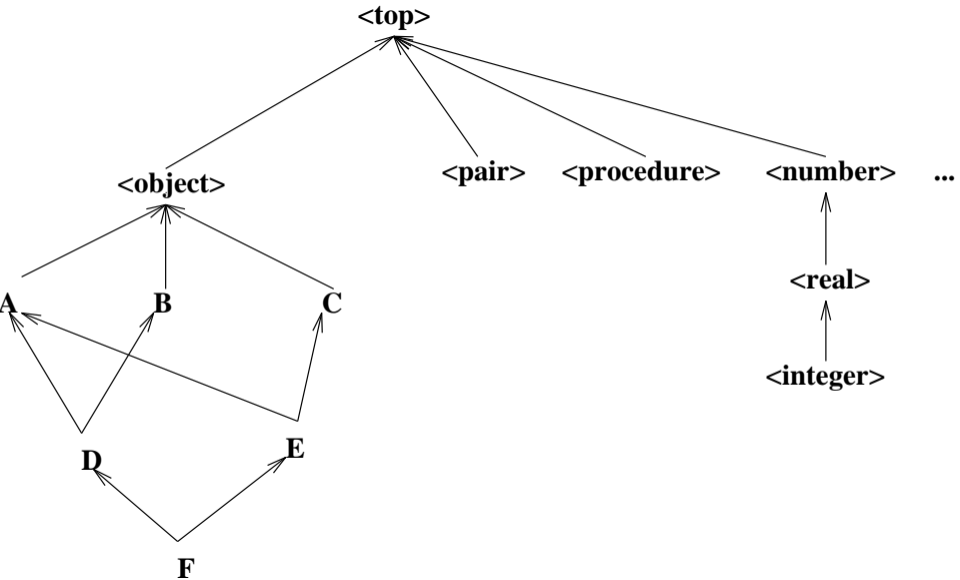 <top>
<object>
<pair> <procedure> <number> ...
A B C
<real>
<integer>
D E
F